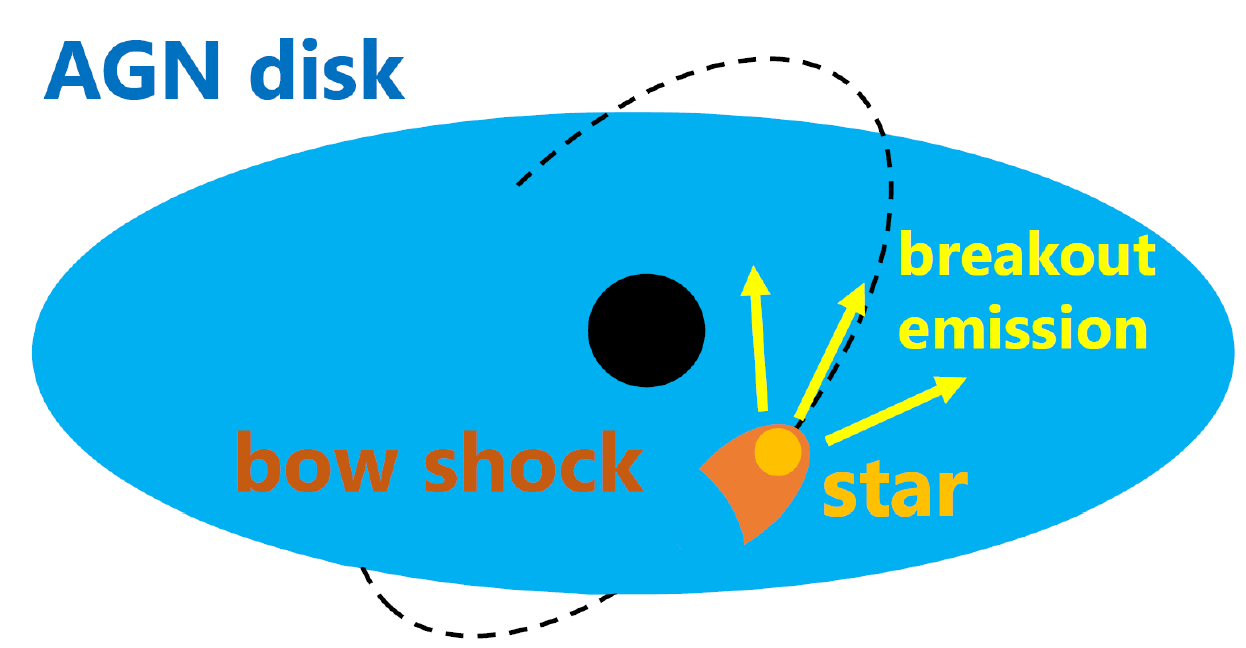 AGN disk
breakout
emission
bow shock
star